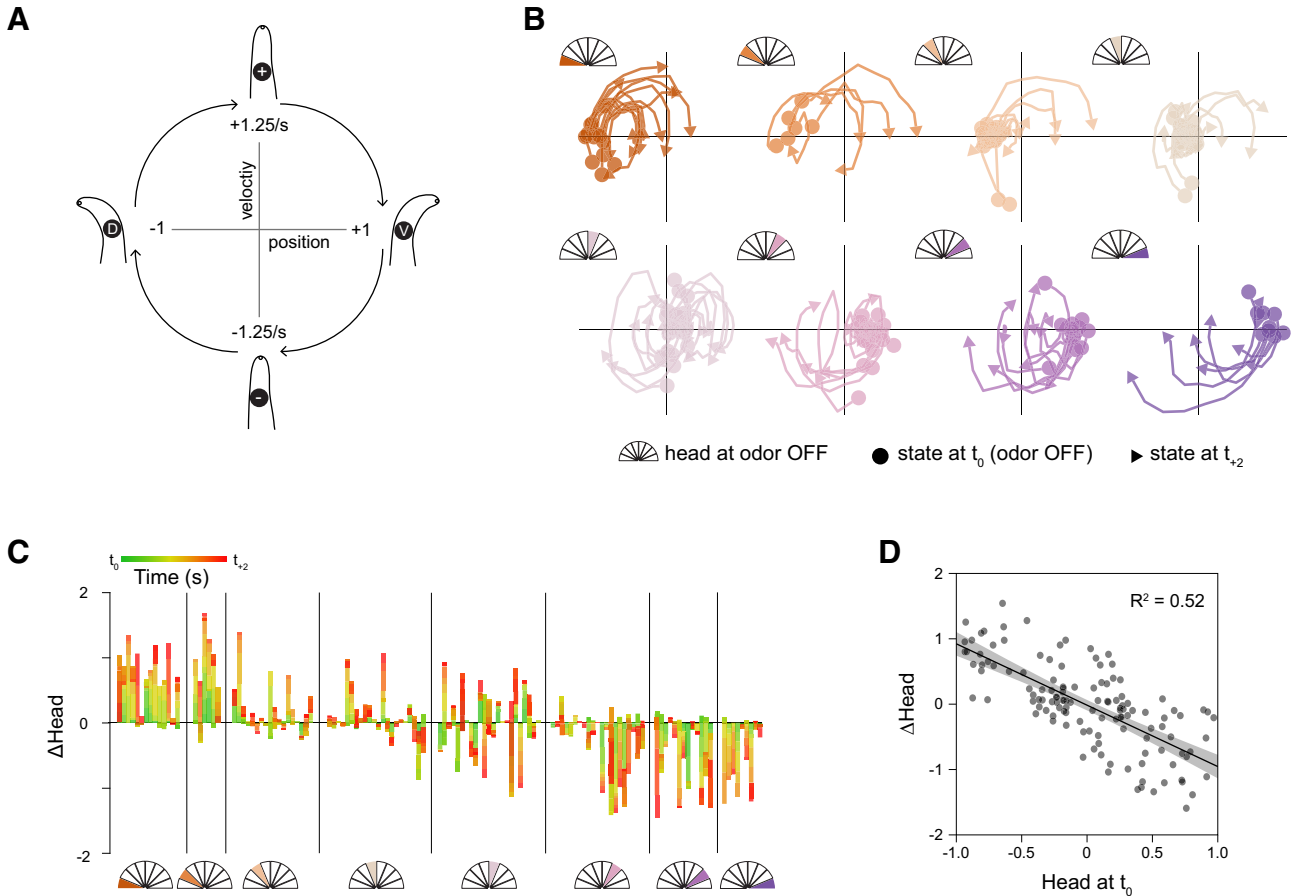 A
+
+1.25/s
veloctiy
D
-1
position
+1
V
-1.25/s
-
B
head at odor OFF
state at t0 (odor OFF)
state at t+2
C
t0
t+2
Time (s)
2
0
-2
ΔHead
D
2
1
0
-1
-2
ΔHead
R2 = 0.52
-1.0
-0.5
0
0.5
1.0
Head at t0